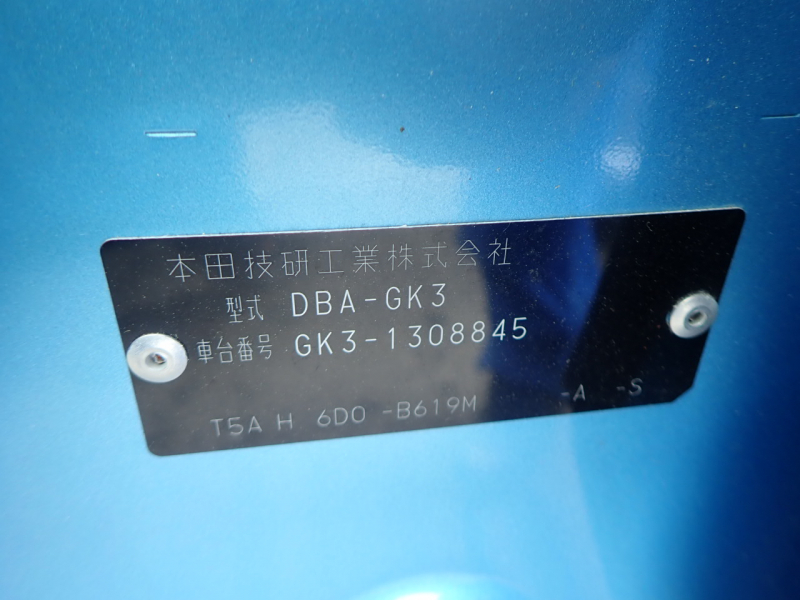 本田技研工業株式会社
型式 DBA-GK3
車台番号 GK3-1308845
T5A H 6D0 -B619M -A -S